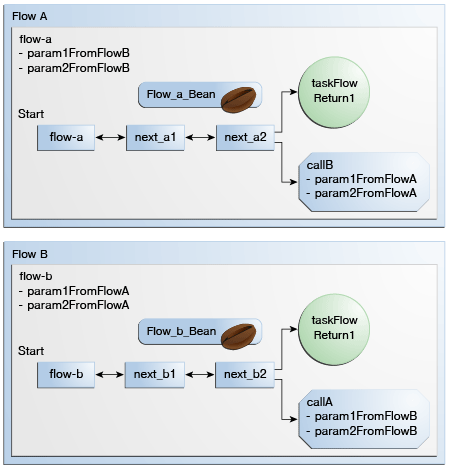 Flow A
flow-a
- param1FromFlowB
- param2FromFlowB
Flow_a_Bean
taskFlow
Return1
Start
flow-a
next_a1
next_a2
callB
- param1FromFlowA
- param2FromFlowA
Flow B
flow-b
- param1FromFlowA
- param2FromFlowA
Flow_b_Bean
taskFlow
Return1
Start
flow-b
next_b1
next_b2
callA
- param1FromFlowB
- param2FromFlowB